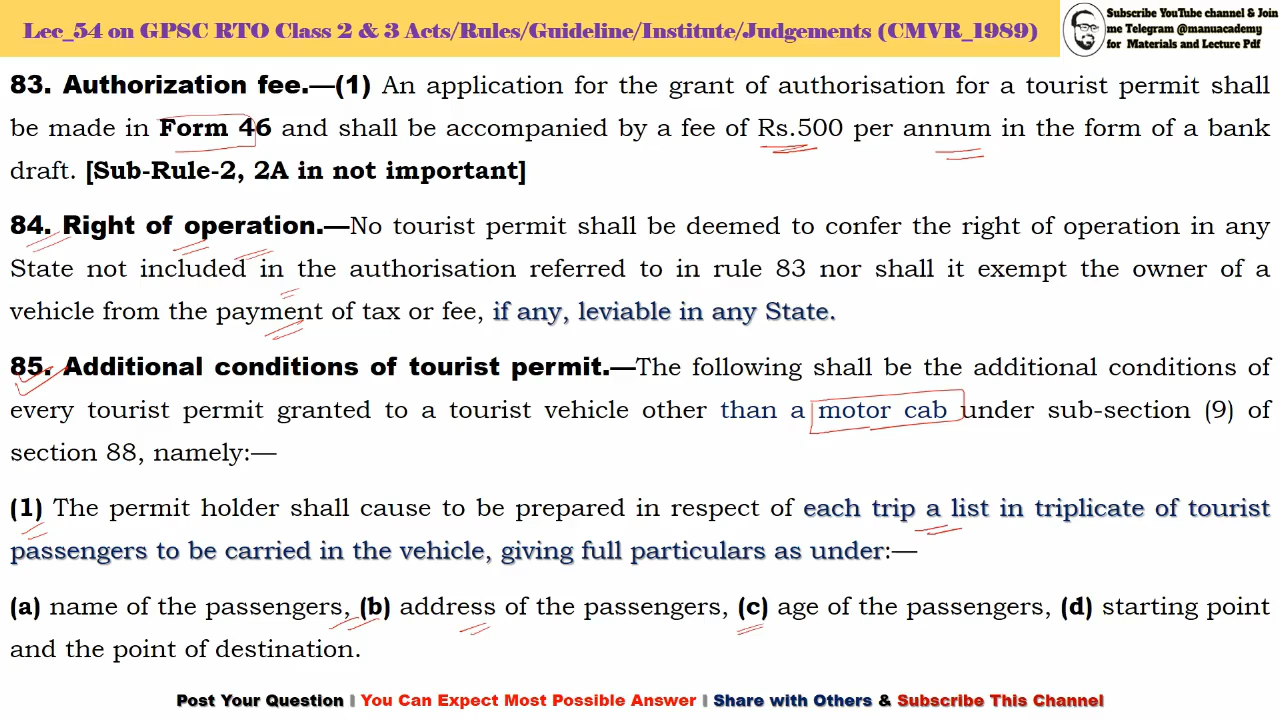 Lec_54 on GPSC RTO Class 2 & 3 Acts/Rules/Guideline/Institute/Judgements (CMVR_1989)
Subscribe YouTube channel & Join
me Telegram @manuacademy
for Materials and Lecture Pdf
83. Authorization fee.—(1) An application for the grant of authorisation for a tourist permit shall
be made in Form 46 and shall be accompanied by a fee of Rs.500 per annum in the form of a bank
draft. [Sub-Rule-2, 2A in not important]
84. Right of operation.—No tourist permit shall be deemed to confer the right of operation in any
State not included in the authorisation referred to in rule 83 nor shall it exempt the owner of a
vehicle from the payment of tax or fee, if any, leviable in any State.
85. Additional conditions of tourist permit.—The following shall be the additional conditions of
every tourist permit granted to a tourist vehicle other than a motor cab under sub-section (9) of
section 88, namely:—
(1) The permit holder shall cause to be prepared in respect of each trip a list in triplicate of tourist
passengers to be carried in the vehicle, giving full particulars as under:—
(a) name of the passengers, (b) address of the passengers, (c) age of the passengers, (d) starting point
and the point of destination.
Post Your Question | You Can Expect Most Possible Answer | Share with Others & Subscribe This Channel